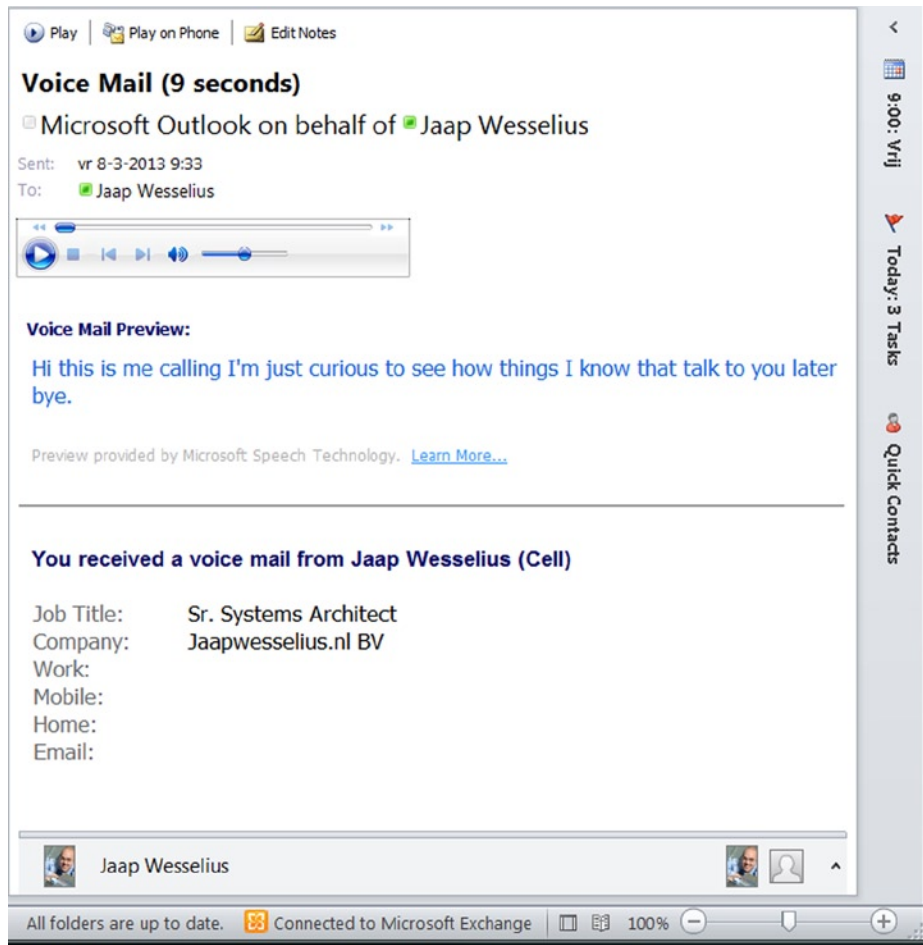 Play Play on Phone Edit Notes
Voice Mail (9 seconds)
Microsoft Outlook on behalf of Jaap Wesselius
Sent: vr 8-3-2013 9:33
To: Jaap Wesselius
Voice Mail Preview:
Hi this is me calling I'm just curious to see how things I know that talk to you later
bye.
Preview provided by Microsoft Speech Technology. Learn More...
You received a voice mail from Jaap Wesselius (Cell)
Job Title: Sr. Systems Architect
Company: Jaapwesselius.nl BV
Work:
Mobile:
Home:
Email:
Jaap Wesselius
All folders are up to date. Connected to Microsoft Exchange 100%
9:00: Vrij
Today: 3 Tasks
Quick Contacts